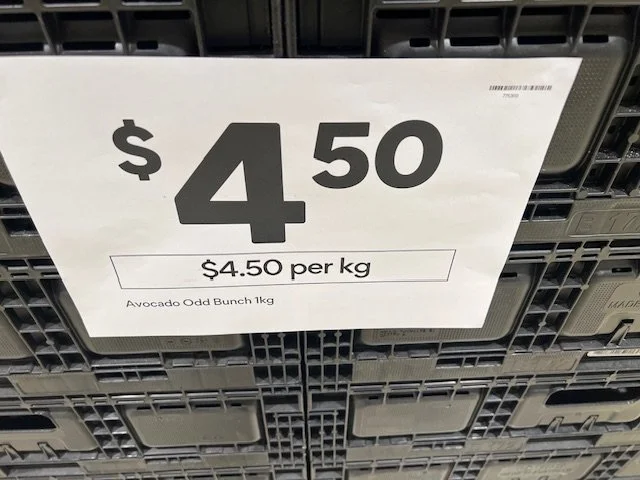 $4.50
$4.50 per kg
Avocado Odd Bunch 1kg